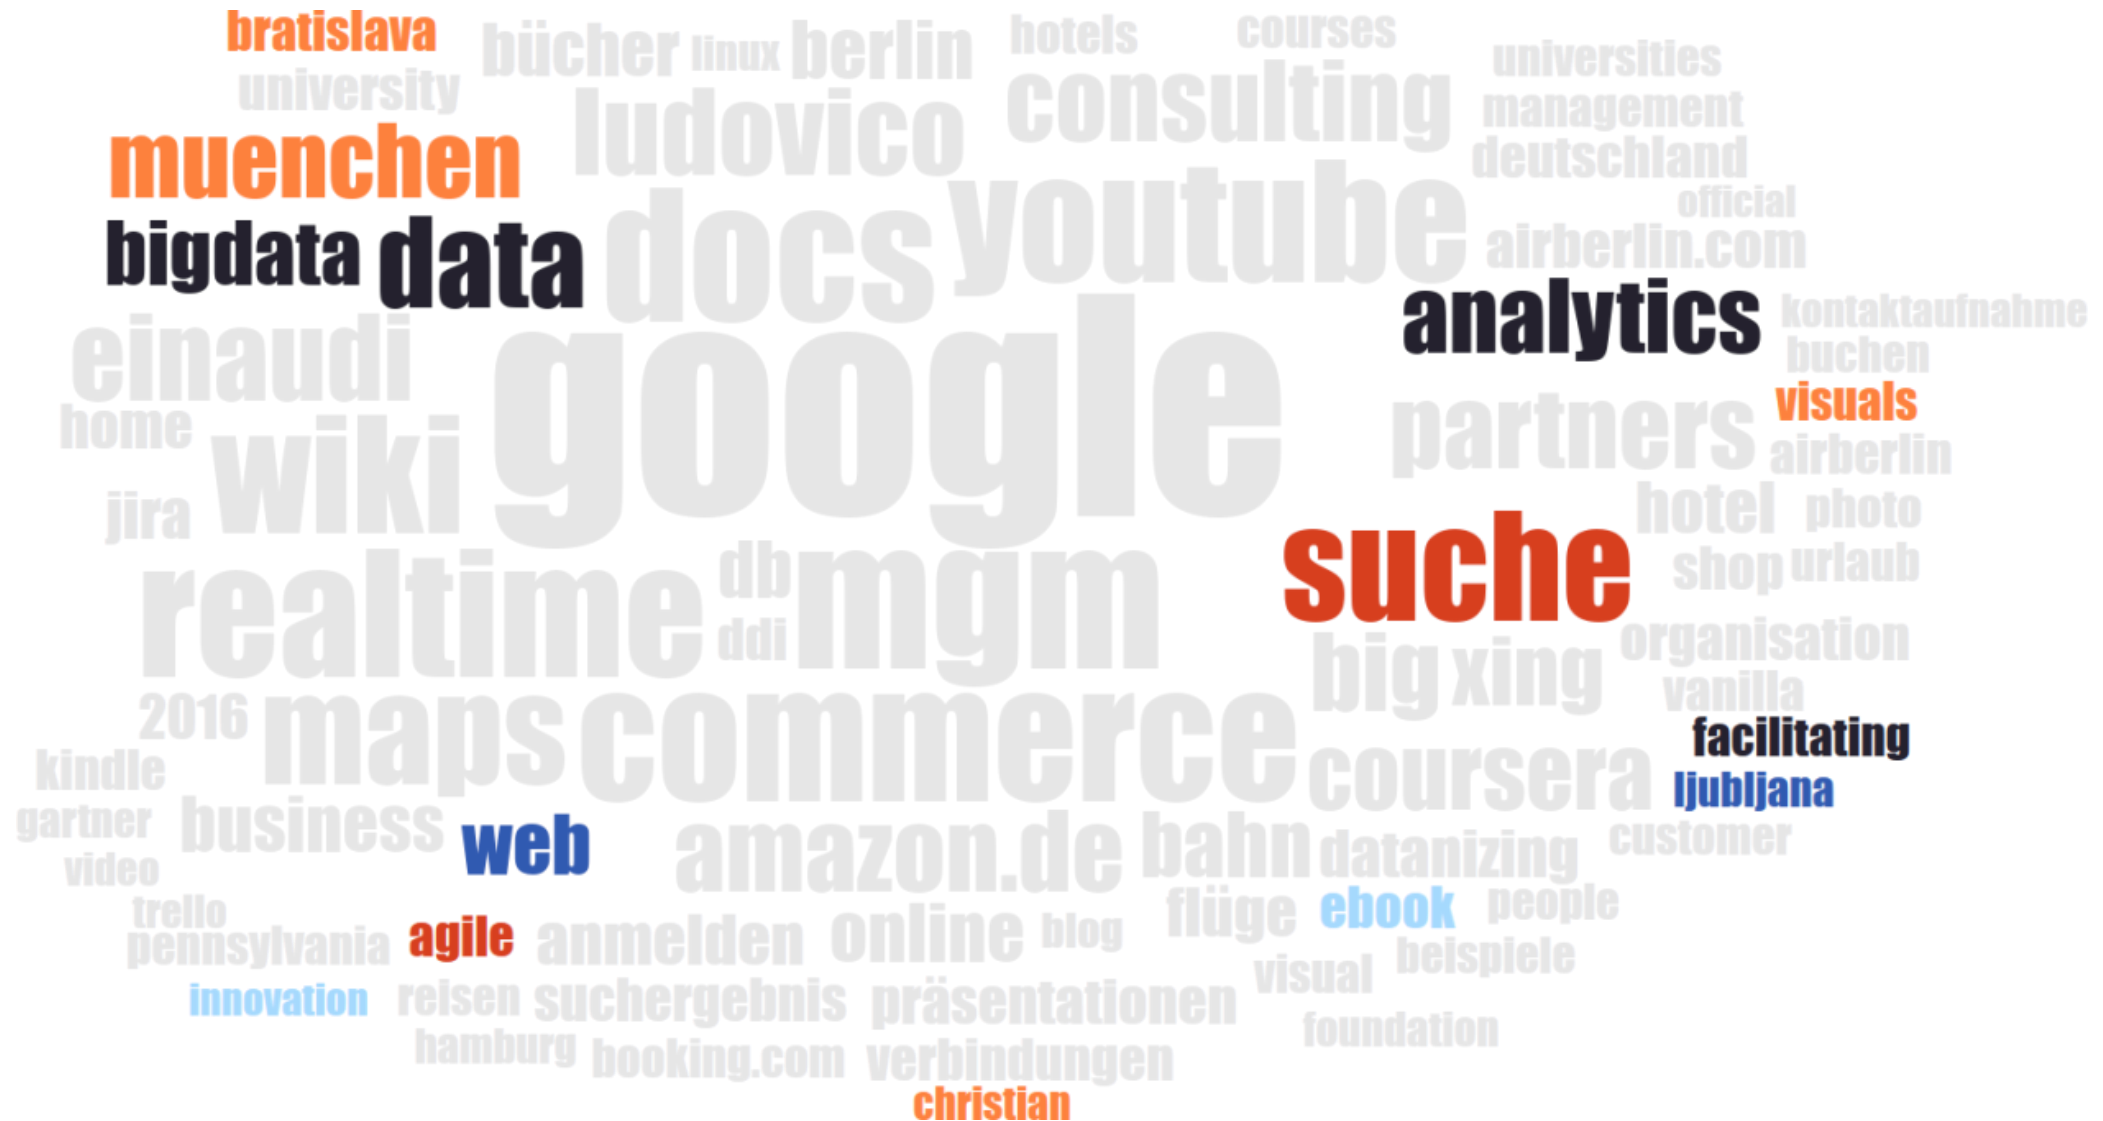 bratislava bücher linux berlin hotels courses
university ludovico consulting universities
management
muenchen deutschland
docs youtube official
bigdata data airberlin.com
einaudi google analytics kontaktaufnahme
buchen
home wiki partners visuals
airberlin
jira suche hotel photo
realtime db mgm shop urlaub
ddi big xing organisation
2016 maps commerce vanilla
facilitating
kindle coursera ljubljana
gartner business web amazon.de bahn datanizing customer
video
trello flüge ebook people
pennsylvania agile anmelden online blog
visual beispiele
innovation reisen suchergebnis präsentationen
foundation
hamburg booking.com verbindungen
christian